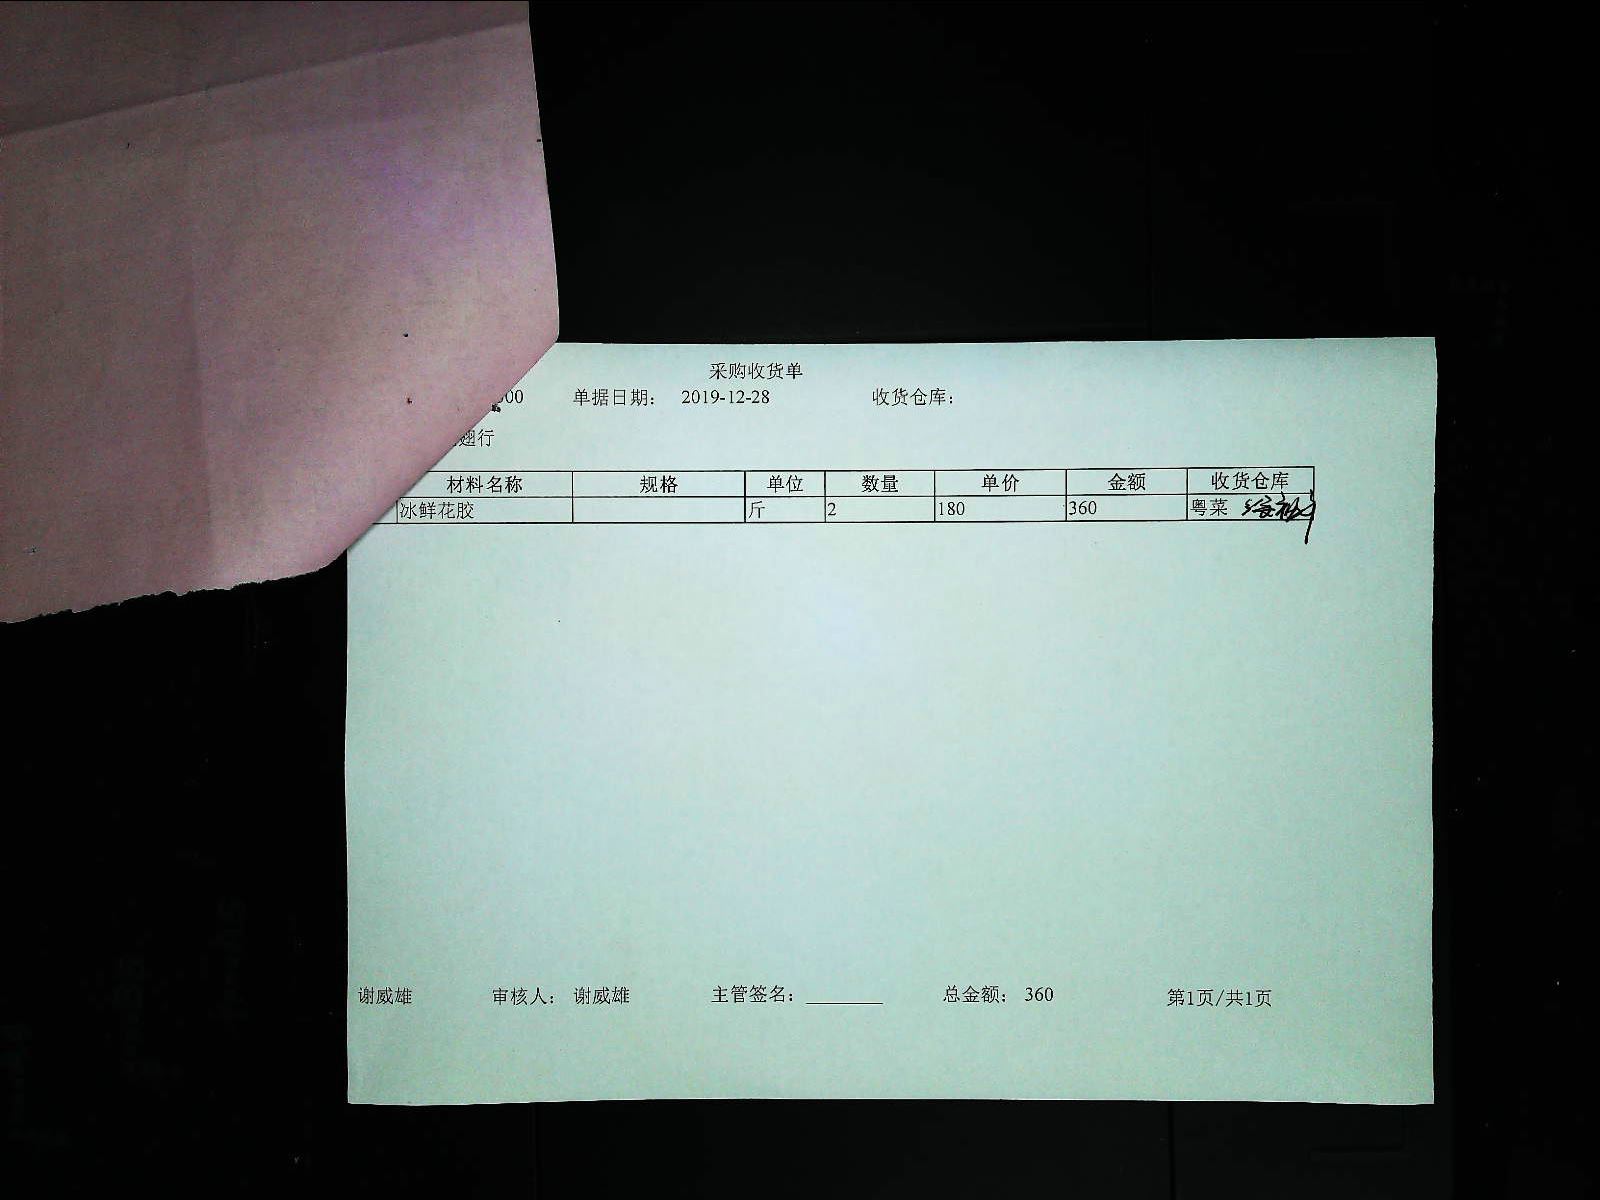 采购收货单
00 单据日期： 2019-12-28 收货仓库：
翅行
材料名称 规格 单位 数量 单价 金额 收货仓库
冰鲜花胶 斤 2 180 360 粤菜
谢威雄 审核人： 谢威雄 主管签名：_______ 总金额： 360 第1页/共1页